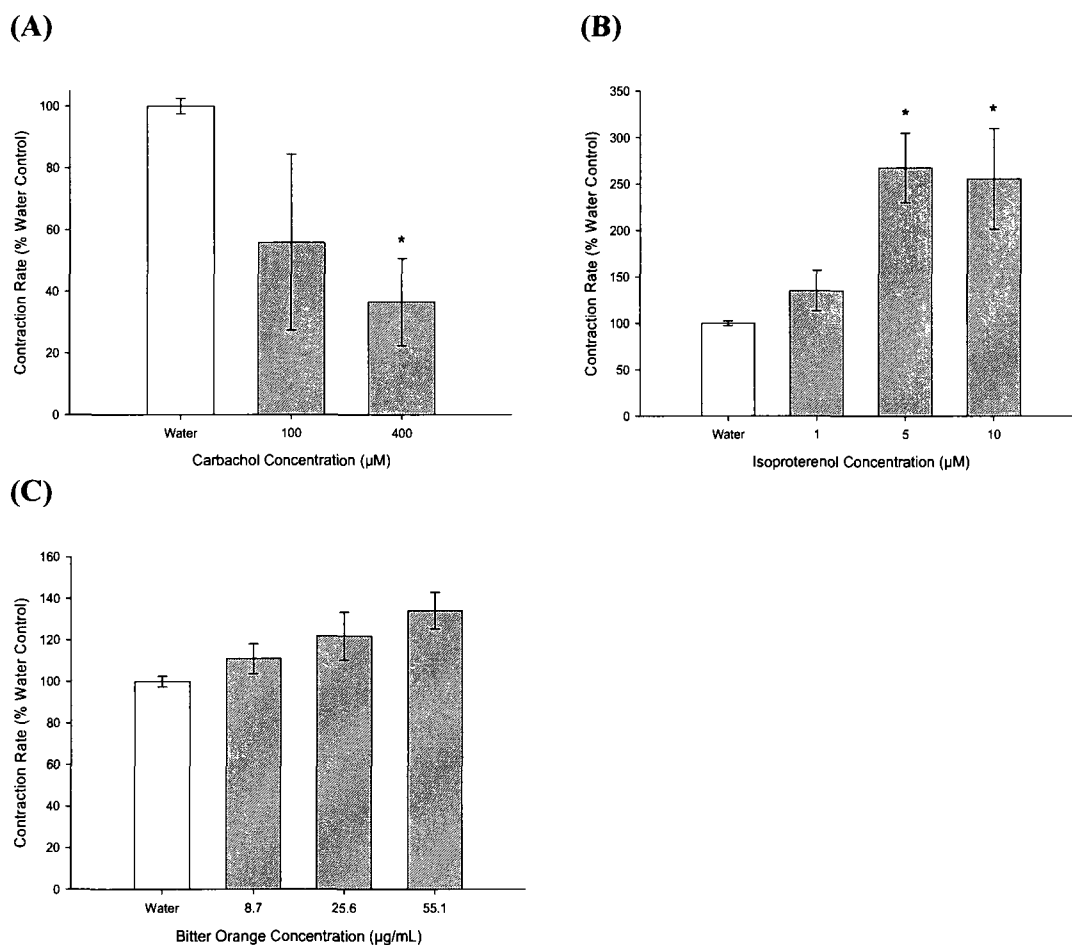 (A)
Contraction Rate (% Water Control)
100
80
60
40
20
0
*
Water 100 400
Carbachol Concentration (µM)
(B)
Contraction Rate (% Water Control)
350
300
250
200
150
100
50
0
* *
Water 1 5 10
Isoproterenol Concentration (µM)
(C)
Contraction Rate (% Water Control)
160
140
120
100
80
60
40
20
0
Water 8.7 25.6 55.1
Bitter Orange Concentration (µg/mL)